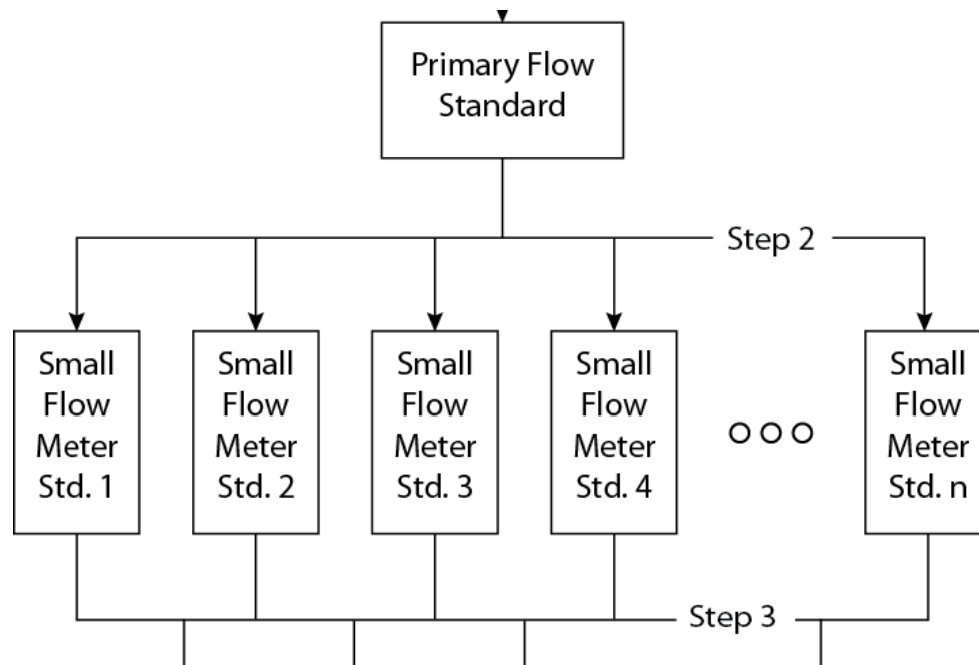 Primary Flow
Standard
Step 2
Small
Flow
Meter
Std. 1
Small
Flow
Meter
Std. 2
Small
Flow
Meter
Std. 3
Small
Flow
Meter
Std. 4
Small
Flow
Meter
Std. n
Step 3